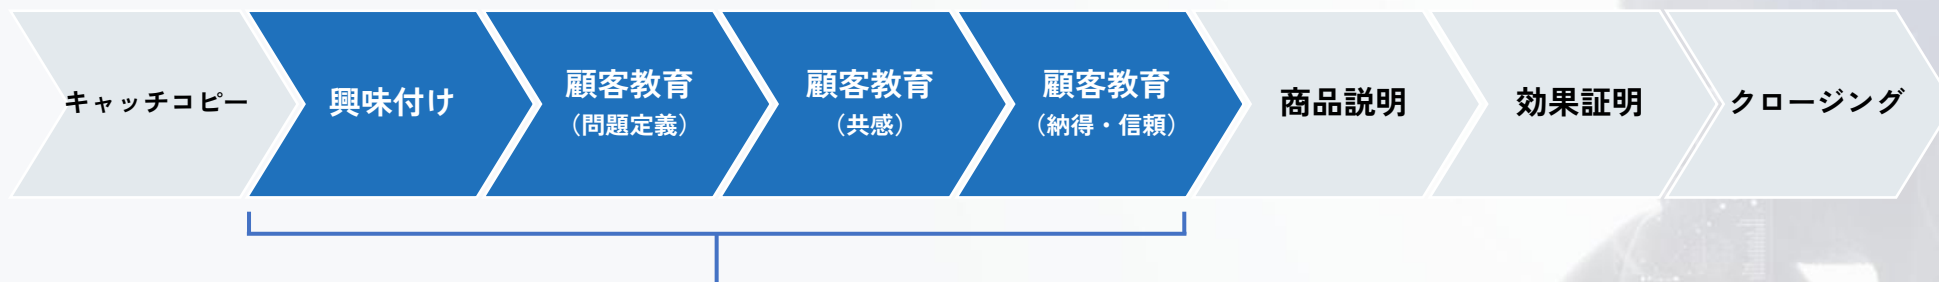 キャッチコピー
興味付け
顧客教育
（問題定義）
顧客教育
（共感）
顧客教育
（納得・信頼）
商品説明
効果証明
クロージング